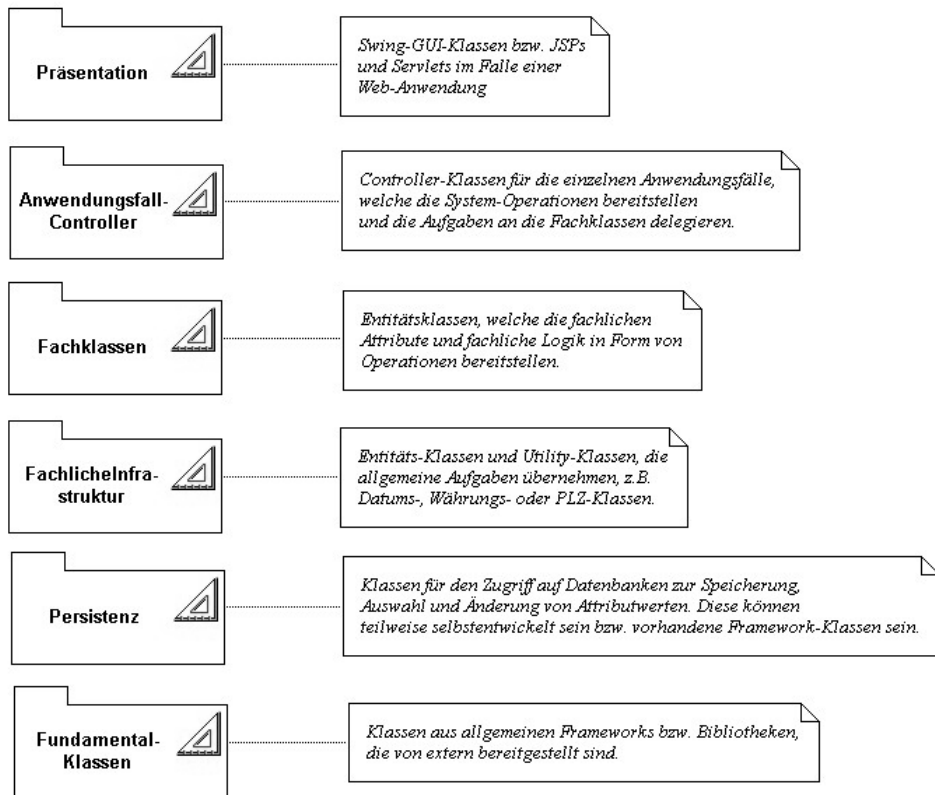 Präsentation
Swing-GUI-Klassen bzw. JSPs
und Servlets im Falle einer
Web-Anwendung
Anwendungsfall-
Controller
Controller-Klassen für die einzelnen Anwendungsfälle,
welche die System-Operationen bereitstellen
und die Aufgaben an die Fachklassen delegieren.
Fachklassen
Entitätsklassen, welche die fachlichen
Attribute und fachliche Logik in Form von
Operationen bereitstellen.
FachlicheInfra-
struktur
Entitäts-Klassen und Utility-Klassen, die
allgemeine Aufgaben übernehmen, z.B.
Datums-, Währungs- oder PLZ-Klassen.
Persistenz
Klassen für den Zugriff auf Datenbanken zur Speicherung,
Auswahl und Änderung von Attributwerten. Diese können
teilweise selbstentwickelt sein bzw. vorhandene Framework-Klassen sein.
Fundamental-
Klassen
Klassen aus allgemeinen Frameworks bzw. Bibliotheken,
die von extern bereitgestellt sind.